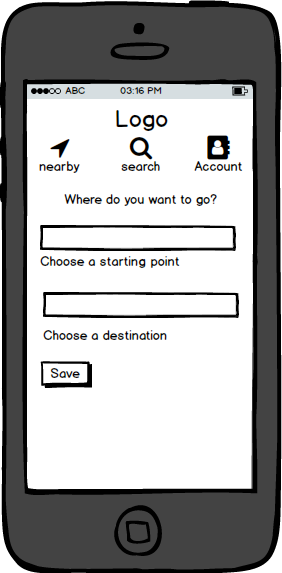 ABC 03:16 PM
Logo
nearby search Account
Where do you want to go?
Choose a starting point
Choose a destination
Save